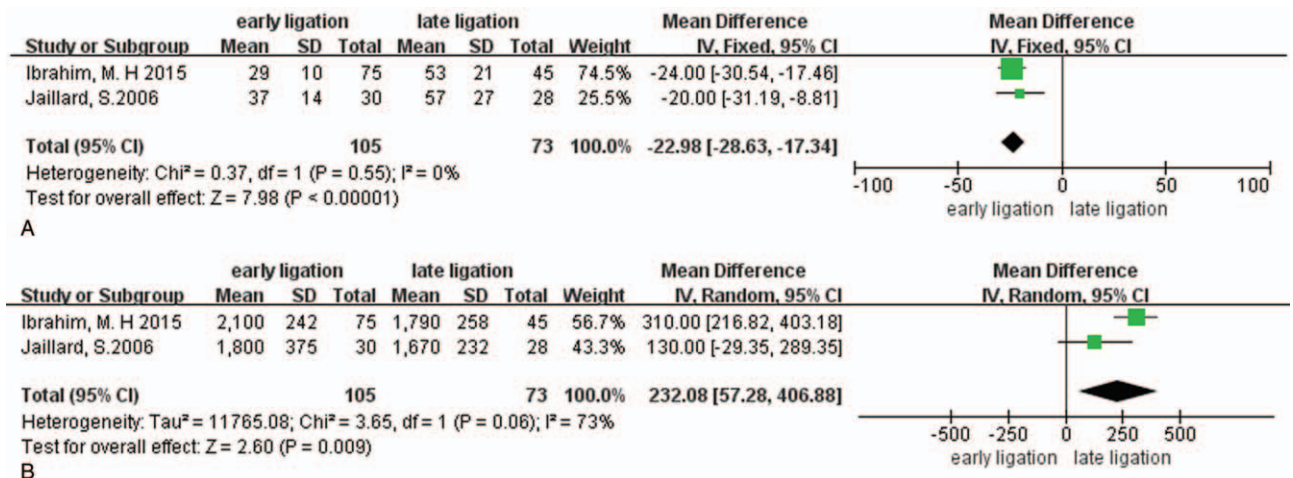 early ligation late ligation Mean Difference Mean Difference
Study or Subgroup Mean SD Total Mean SD Total Weight IV, Fixed, 95% CI IV, Fixed, 95% CI
Ibrahim, M. H 2015 29 10 75 53 21 45 74.5% -24.00 [-30.54, -17.46]
Jaillard, S.2006 37 14 30 57 27 28 25.5% -20.00 [-31.19, -8.81]
Total (95% CI) 105 73 100.0% -22.98 [-28.63, -17.34]
Heterogeneity: Chi² = 0.37, df = 1 (P = 0.55); I² = 0%
Test for overall effect: Z = 7.98 (P < 0.00001)
-100 -50 0 50 100
early ligation late ligation
A
early ligation late ligation Mean Difference Mean Difference
Study or Subgroup Mean SD Total Mean SD Total Weight IV, Random, 95% CI IV, Random, 95% CI
Ibrahim, M. H 2015 2,100 242 75 1,790 258 45 56.7% 310.00 [216.82, 403.18]
Jaillard, S.2006 1,800 375 30 1,670 232 28 43.3% 130.00 [-29.35, 289.35]
Total (95% CI) 105 73 100.0% 232.08 [57.28, 406.88]
Heterogeneity: Tau² = 11765.08; Chi² = 3.65, df = 1 (P = 0.06); I² = 73%
Test for overall effect: Z = 2.60 (P = 0.009)
-500 -250 0 250 500
early ligation late ligation
B